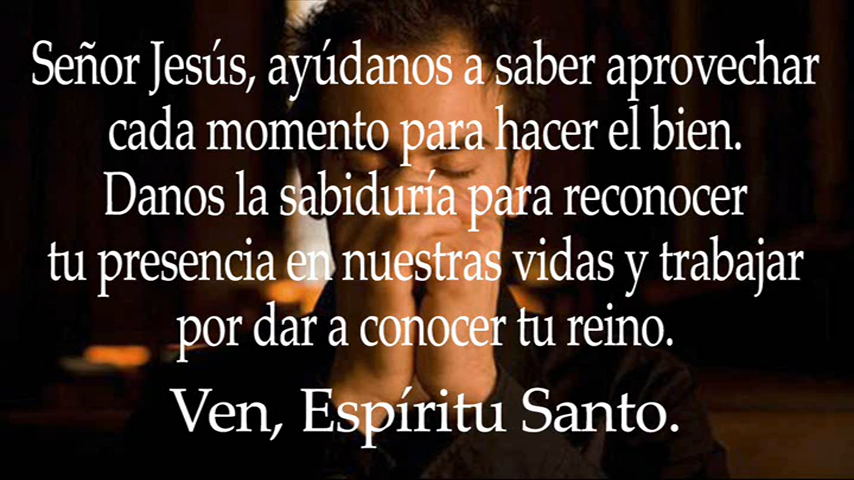 Señor Jesús, ayúdanos a saber aprovechar
cada momento para hacer el bien.
Danos la sabiduría para reconocer
tu presencia en nuestras vidas y trabajar
por dar a conocer tu reino.
Ven, Espíritu Santo.